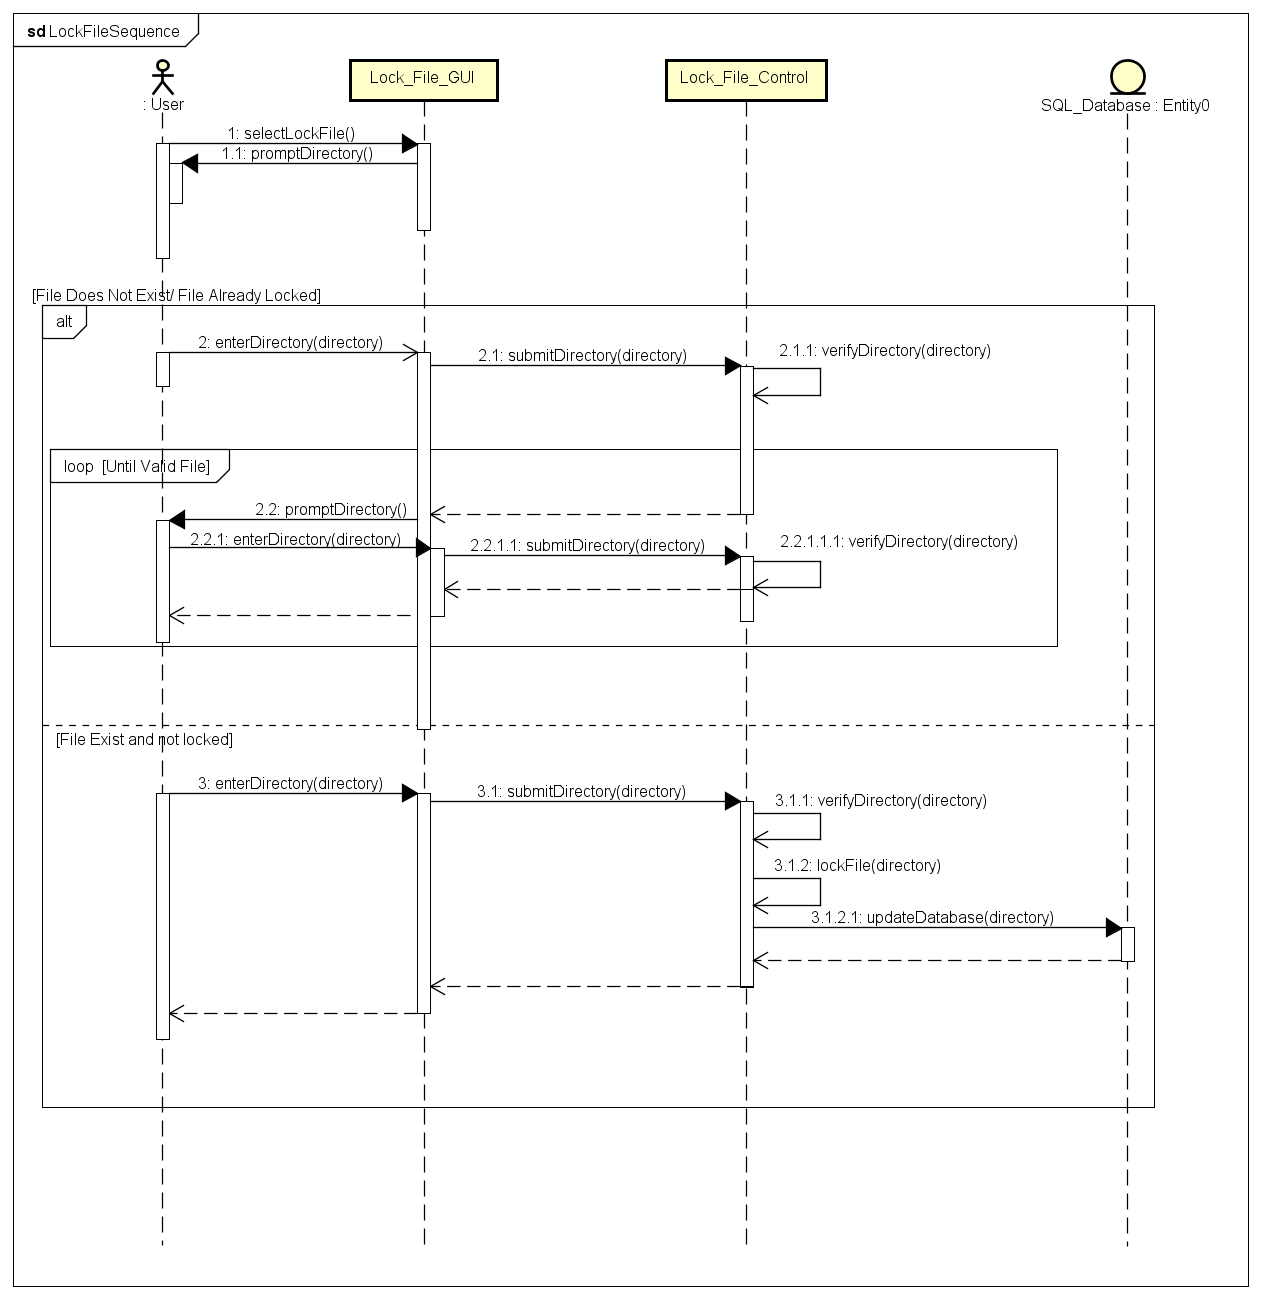 sd LockFileSequence
: User
Lock_File_GUI
Lock_File_Control
SQL_Database : Entity0
1: selectLockFile()
1.1: promptDirectory()
[File Does Not Exist/ File Already Locked]
alt
2: enterDirectory(directory)
2.1: submitDirectory(directory)
2.1.1: verifyDirectory(directory)
loop [Until Valid File]
2.2: promptDirectory()
2.2.1: enterDirectory(directory)
2.2.1.1: submitDirectory(directory)
2.2.1.1.1: verifyDirectory(directory)
[File Exist and not locked]
3: enterDirectory(directory)
3.1: submitDirectory(directory)
3.1.1: verifyDirectory(directory)
3.1.2: lockFile(directory)
3.1.2.1: updateDatabase(directory)